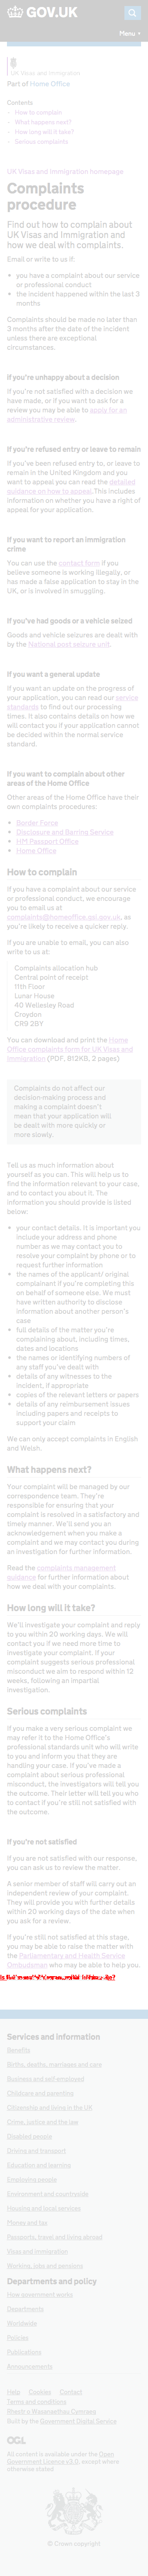 GOV.UK
Menu
UK Visas and Immigration
Part of Home Office
Contents
How to complain
What happens next?
How long will it take?
Serious complaints
UK Visas and Immigration homepage
Complaints
procedure
Find out how to complain about
UK Visas and Immigration and
how we deal with complaints.
Email or write to us if:
you have a complaint about our service
or professional conduct
the incident happened within the last 3
months
Complaints should be made no later than
3 months after the date of the incident,
unless there are exceptional
circumstances.
If you're unhappy about a decision
If you're not satisfied with a decision we
have made, or if you want to ask for a
review you may be able to apply for an
administrative review.
If you're refused entry or leave to remain
If you've been refused entry to, or leave to
remain in the United Kingdom and you
want to appeal you can read our detailed
guidance on how to appeal. This includes
information on whether you have a right of
appeal for your application.
If you want to report an immigration
crime
You can use the contact form if you
believe someone is working illegally, or
has made a false application to stay in the
UK, or is involved in smuggling.
If you've had goods or a vehicle seized
Goods and vehicle seizures are dealt with
by the National post seizure unit.
If you want a general update
If you want an update on the progress of
your application, you can read our service
standards to find out our processing
times. It also contains details on how we
will contact you if your application cannot
be decided within the normal service
standard.
If you want to complain about other
areas of the Home Office
Other areas of the Home Office have their
own complaints procedures:
Border Force
Disclosure and Barring Service
HM Passport Office
Home Office
How to complain
If you have a complaint about our service
or professional conduct, we encourage
you to email us at
complaints@homeoffice.gsi.gov.uk, as
you're likely to receive a quicker reply.
If you are unable to email, you can also
write to us at:
Complaints allocation hub
Central point of receipt
11th Floor
Lunar House
40 Wellesley Road
Croydon
CR9 2BY
You can download and print the Home
Office complaints form for UK Visas and
Immigration (PDF, 812KB, 2 pages)
Complaints do not affect our
decision-making process and
making a complaint doesn't
mean that your application will
be dealt with more quickly or
more slowly.
Tell us as much information about
yourself as you can. This will help us to
find the information related to your case,
and to contact you about it. The
information you should provide is listed
below:
your contact details. It is important you
include your address and phone
number as we may need to contact you
to resolve your complaint by phone or to
request further information
the names of the applicant/ original
complainant if you're completing this
form on behalf of someone else. We must
have written authority to disclose
information about another person's
case
full details of the matter you're
complaining about, including times,
dates and locations
the names or identifying numbers of
any staff you've dealt with
details of any witnesses to the
incident, if appropriate
copies of the relevant letters or papers
details of any reimbursement issues
including papers and receipts to
support your claim
We can only accept complaints in English
and Welsh.
What happens next?
Your complaint will be managed by our
correspondence team. They're
responsible for ensuring that your
complaint is answered in a satisfactory
and timely manner. We'll send you an
acknowledgement when you make a
complaint and may contact you during
any investigation for further information.
Read the complaints management
guidance for further information about
how we deal with your complaints.
How long will it take?
We'll investigate your complaint and reply
to you within 20 working days. We will
contact you if we need more time to
investigate your complaint. If your
complaint suggests serious professional
misconduct we aim to respond within 12
weeks, following an impartial
investigation.
Serious complaints
If you make a very serious complaint we
may refer it to the Home Office's
professional standards unit who will write
to you and inform you that they are
handling your case. If you're asked to
make a complaint about serious
professional misconduct, the
investigating officer will tell you the
outcome. Their letter will tell you who to
contact if you're still not satisfied with
the outcome.
If you're not satisfied
If you are not satisfied with our response,
you can ask us to review the matter.
A senior member of staff will carry out an
independent review of your complaint.
They will provide you with further details
within 20 working days of the date you
ask for a review.
If you're still not satisfied at this stage,
you may be able to raise the matter with
the Parliamentary and Health Service
Ombudsman who may be able to help you.
Services and information
Benefits
Births, deaths, marriages and care
Business and self-employed
Childcare and parenting
Citizenship and living in the UK
Crime, justice and the law
Disabled people
Driving and transport
Education and learning
Employing people
Environment and countryside
Housing and local services
Money and tax
Passports, travel and living abroad
Visas and immigration
Working, jobs and pensions
Departments and policy
How government works
Departments
Worldwide
Policies
Publications
Announcements
Help Cookies Contact
Terms and conditions
Rhestr o Wasanaethau Cymraeg
Built by the Government Digital Service
OGL
All content is available under the Open
Government Licence v3.0, except where
otherwise stated
© Crown copyright